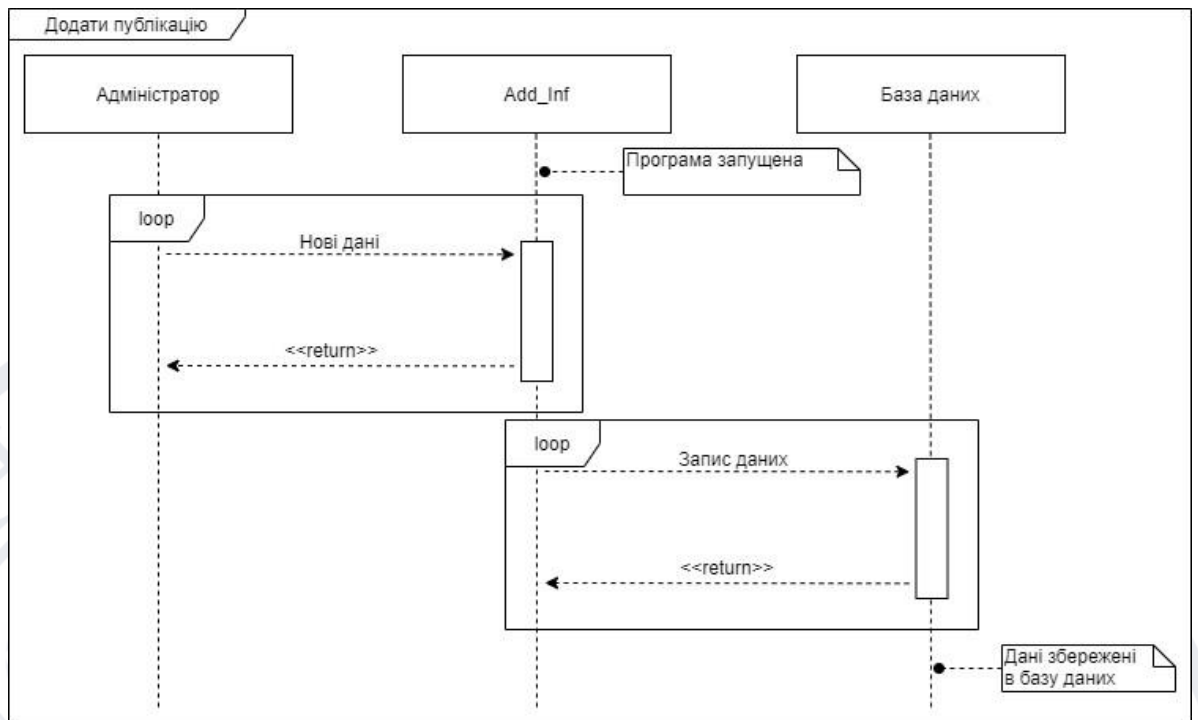 Додати публікацію
Адміністратор
Add_Inf
База даних
Програма запущена
loop
Нові дані
<<return>>
loop
Запис даних
<<return>>
Дані збережені
в базу даних